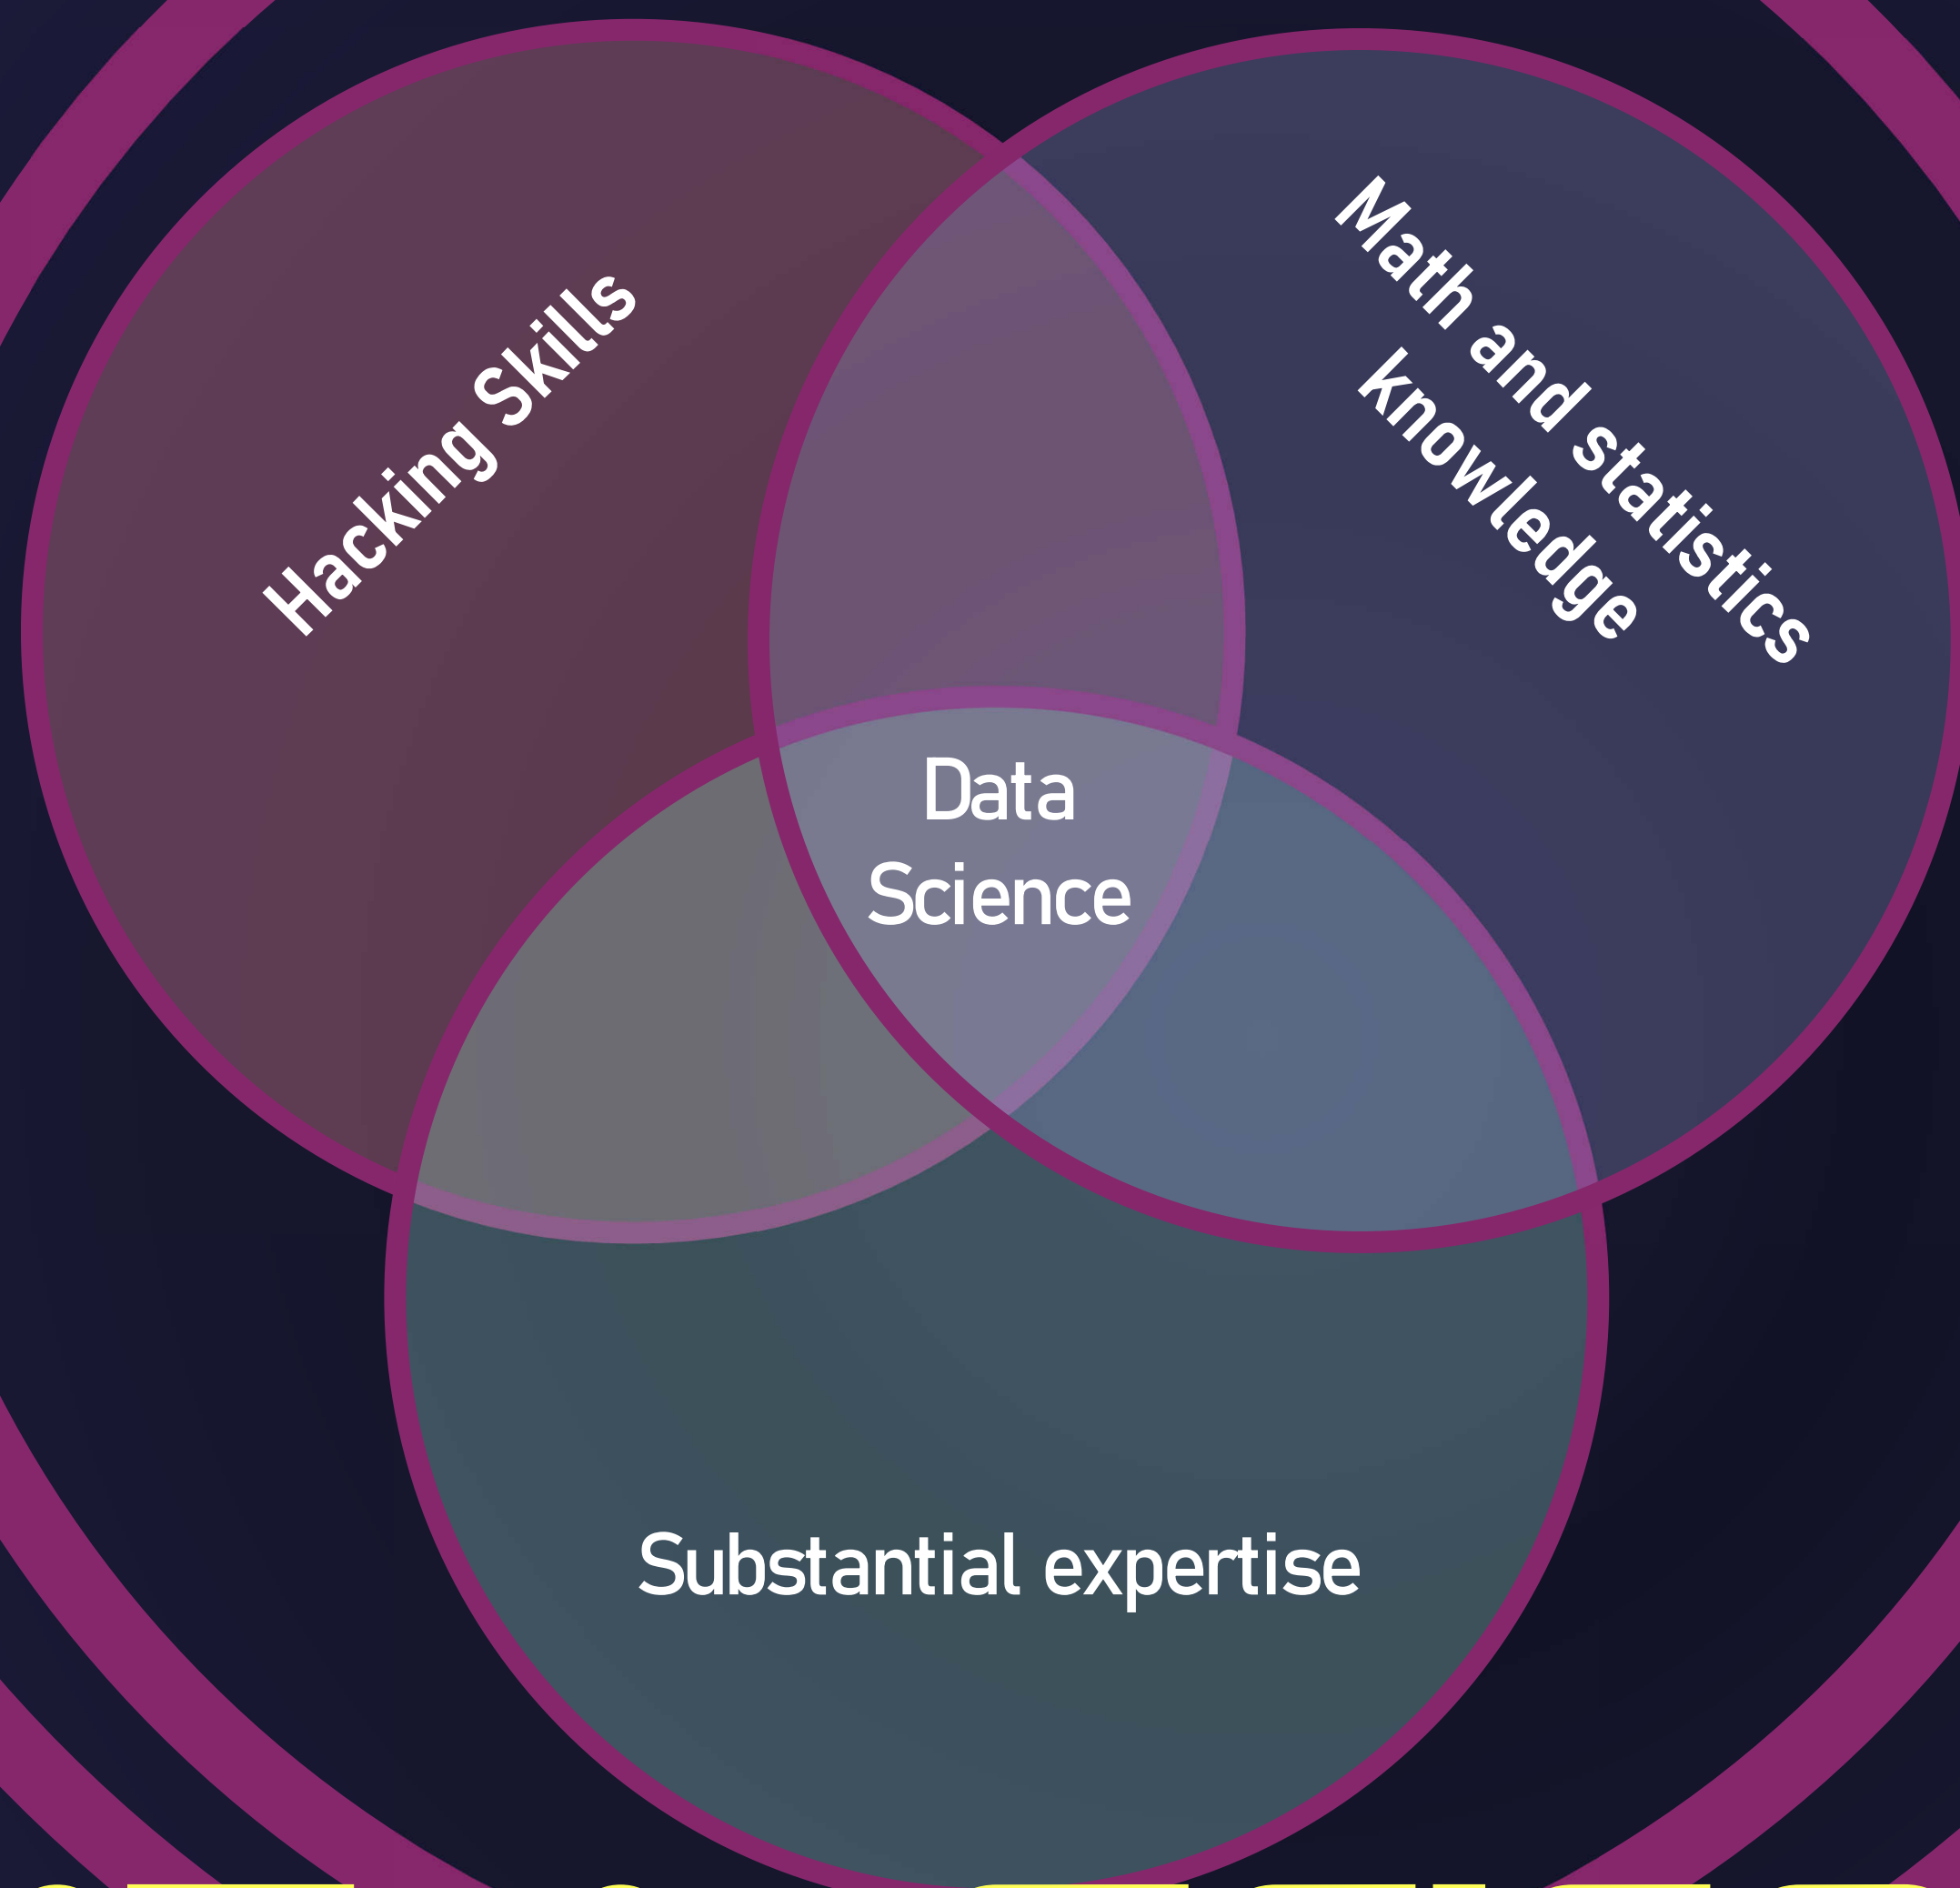 Hacking Skills
Math and statistics
knowledge
Data
Science
Substantial expertise